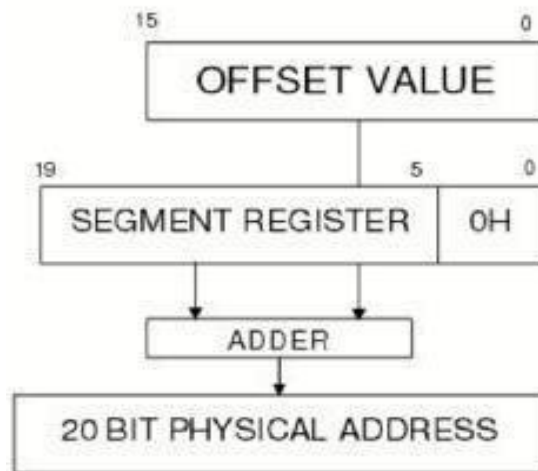 15 0
OFFSET VALUE
19 5 0
SEGMENT REGISTER 0H
ADDER
20 BIT PHYSICAL ADDRESS